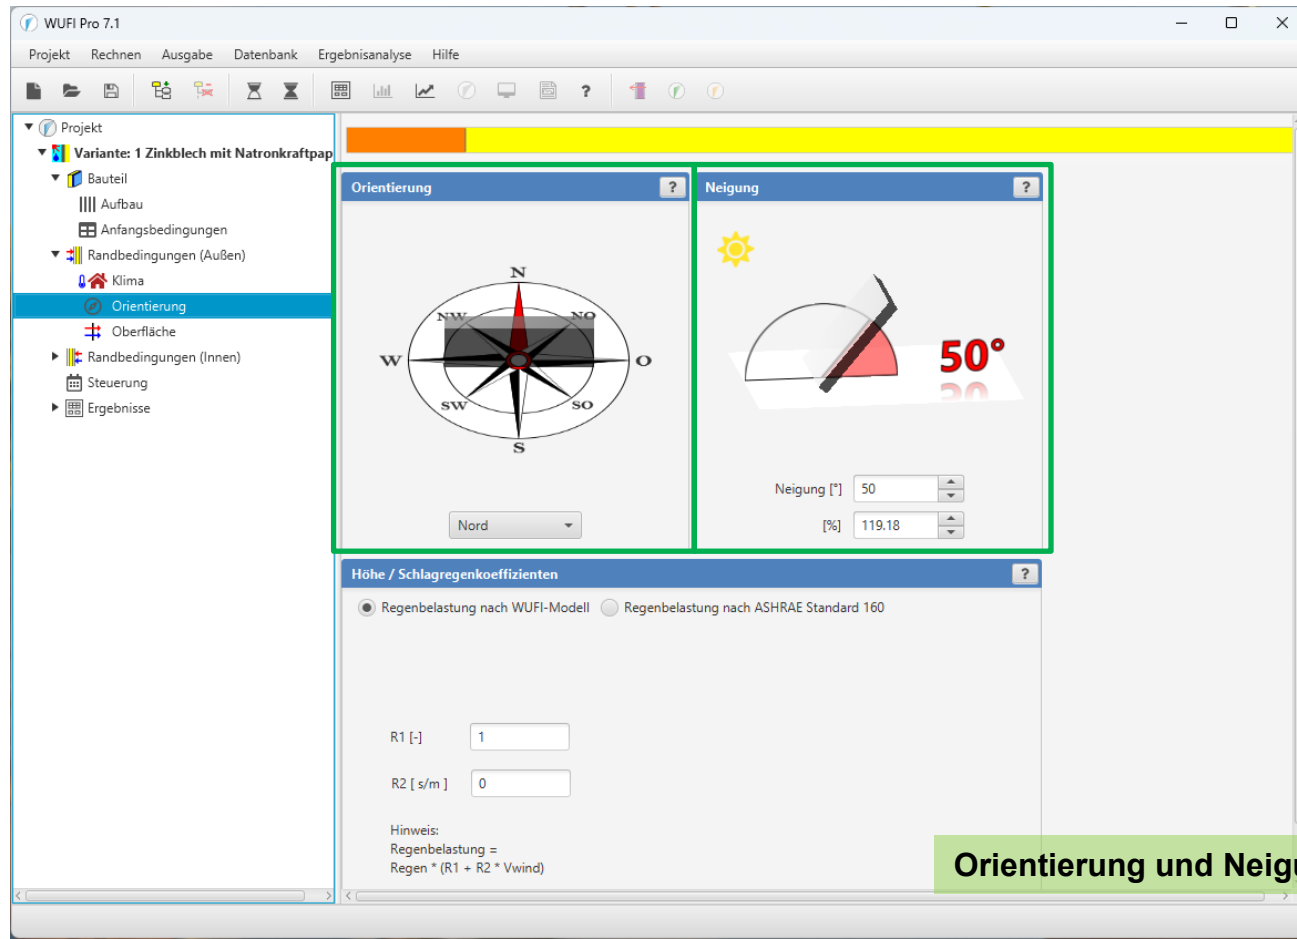 WUFI Pro 7.1
Projekt Rechnen Ausgabe Datenbank Ergebnisanalyse Hilfe
?
Projekt
Variante: 1 Zinkblech mit Natronkraftpap
Bauteil
Aufbau
Anfangsbedingungen
Randbedingungen (Außen)
Klima
Orientierung
Oberfläche
Randbedingungen (Innen)
Steuerung
Ergebnisse
Orientierung ?
N
NW NO
W O
SW SO
S
Nord
Neigung ?
50°
Neigung [°] 50
[%] 119.18
Höhe / Schlagregenkoeffizienten ?
Regenbelastung nach WUFI-Modell Regenbelastung nach ASHRAE Standard 160
R1 [-] 1
R2 [ s/m ] 0
Hinweis:
Regenbelastung =
Regen * (R1 + R2 * Vwind)
Orientierung und Neigu